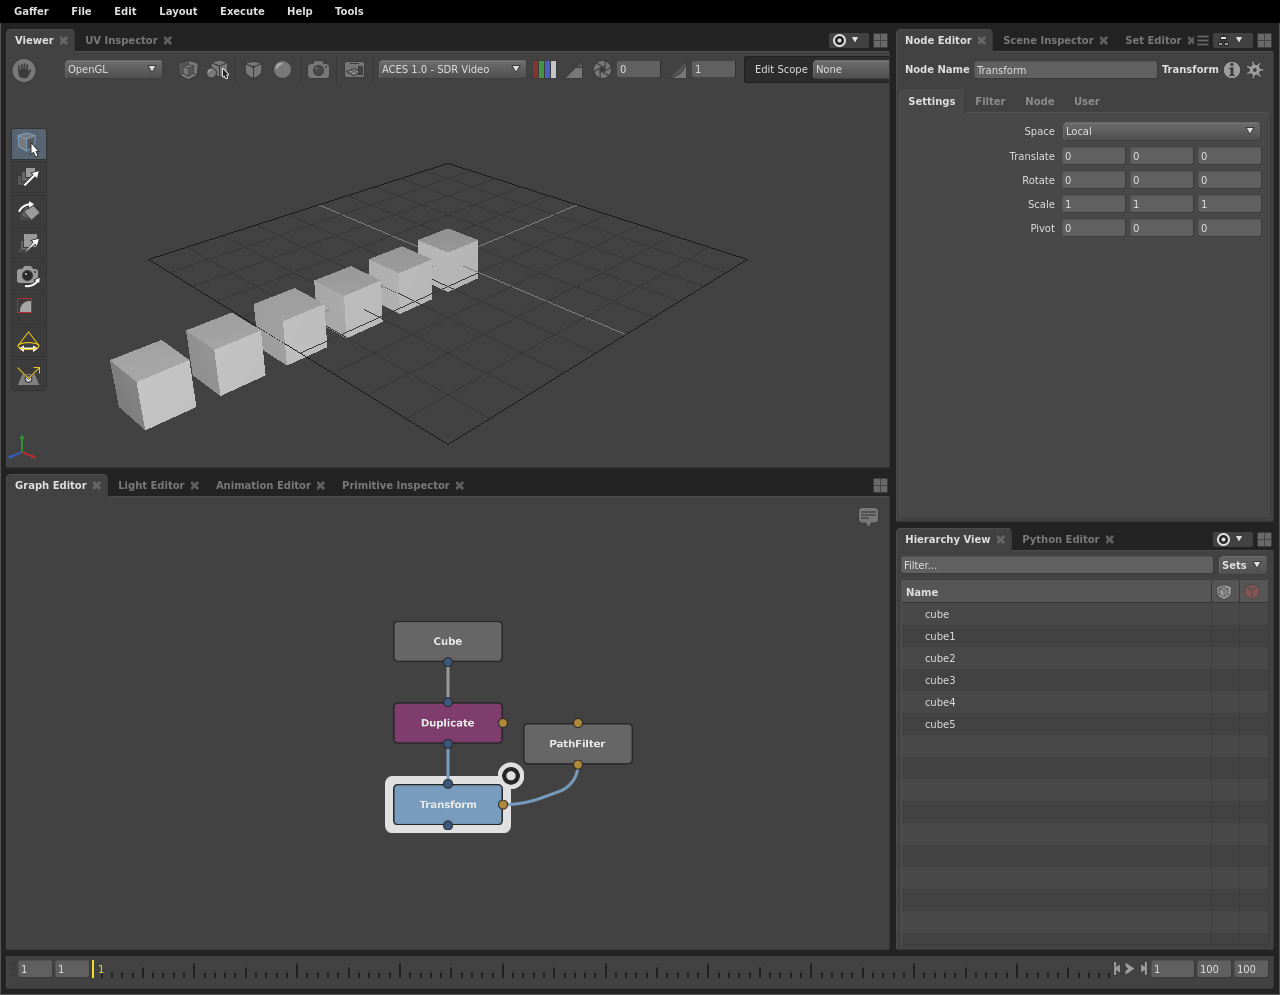 Gaffer File Edit Layout Execute Help Tools
Viewer UV Inspector
OpenGL ACES 1.0 - SDR Video 0 1 Edit Scope None
Node Editor Scene Inspector Set Editor
Node Name Transform Transform
Settings Filter Node User
Space Local
Translate 0 0 0
Rotate 0 0 0
Scale 1 1 1
Pivot 0 0 0
Graph Editor Light Editor Animation Editor Primitive Inspector
Cube
Duplicate
PathFilter
Transform
Hierarchy View Python Editor
Filter... Sets
Name
cube
cube1
cube2
cube3
cube4
cube5
1 1 1 1 100 100